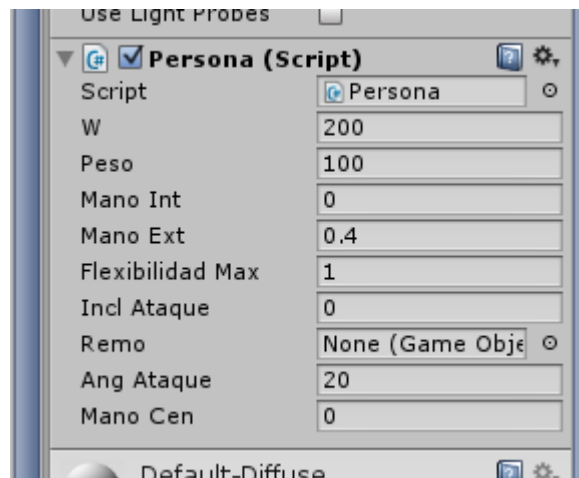 Use Light Probes
Persona (Script)
Script Persona
W 200
Peso 100
Mano Int 0
Mano Ext 0.4
Flexibilidad Max 1
Incl Ataque 0
Remo None (Game Obje
Ang Ataque 20
Mano Cen 0
Default-Diffuse